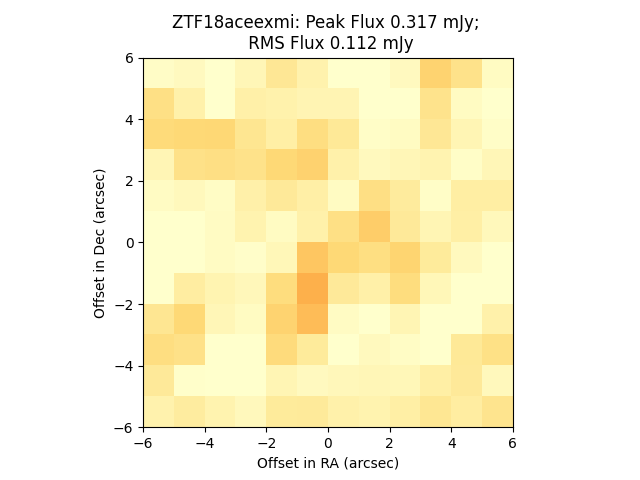 ZTF18aceexmi: Peak Flux 0.317 mJy;
RMS Flux 0.112 mJy
6
4
2
0
−2
−4
−6
Offset in Dec (arcsec)
−6 −4 −2 0 2 4 6
Offset in RA (arcsec)